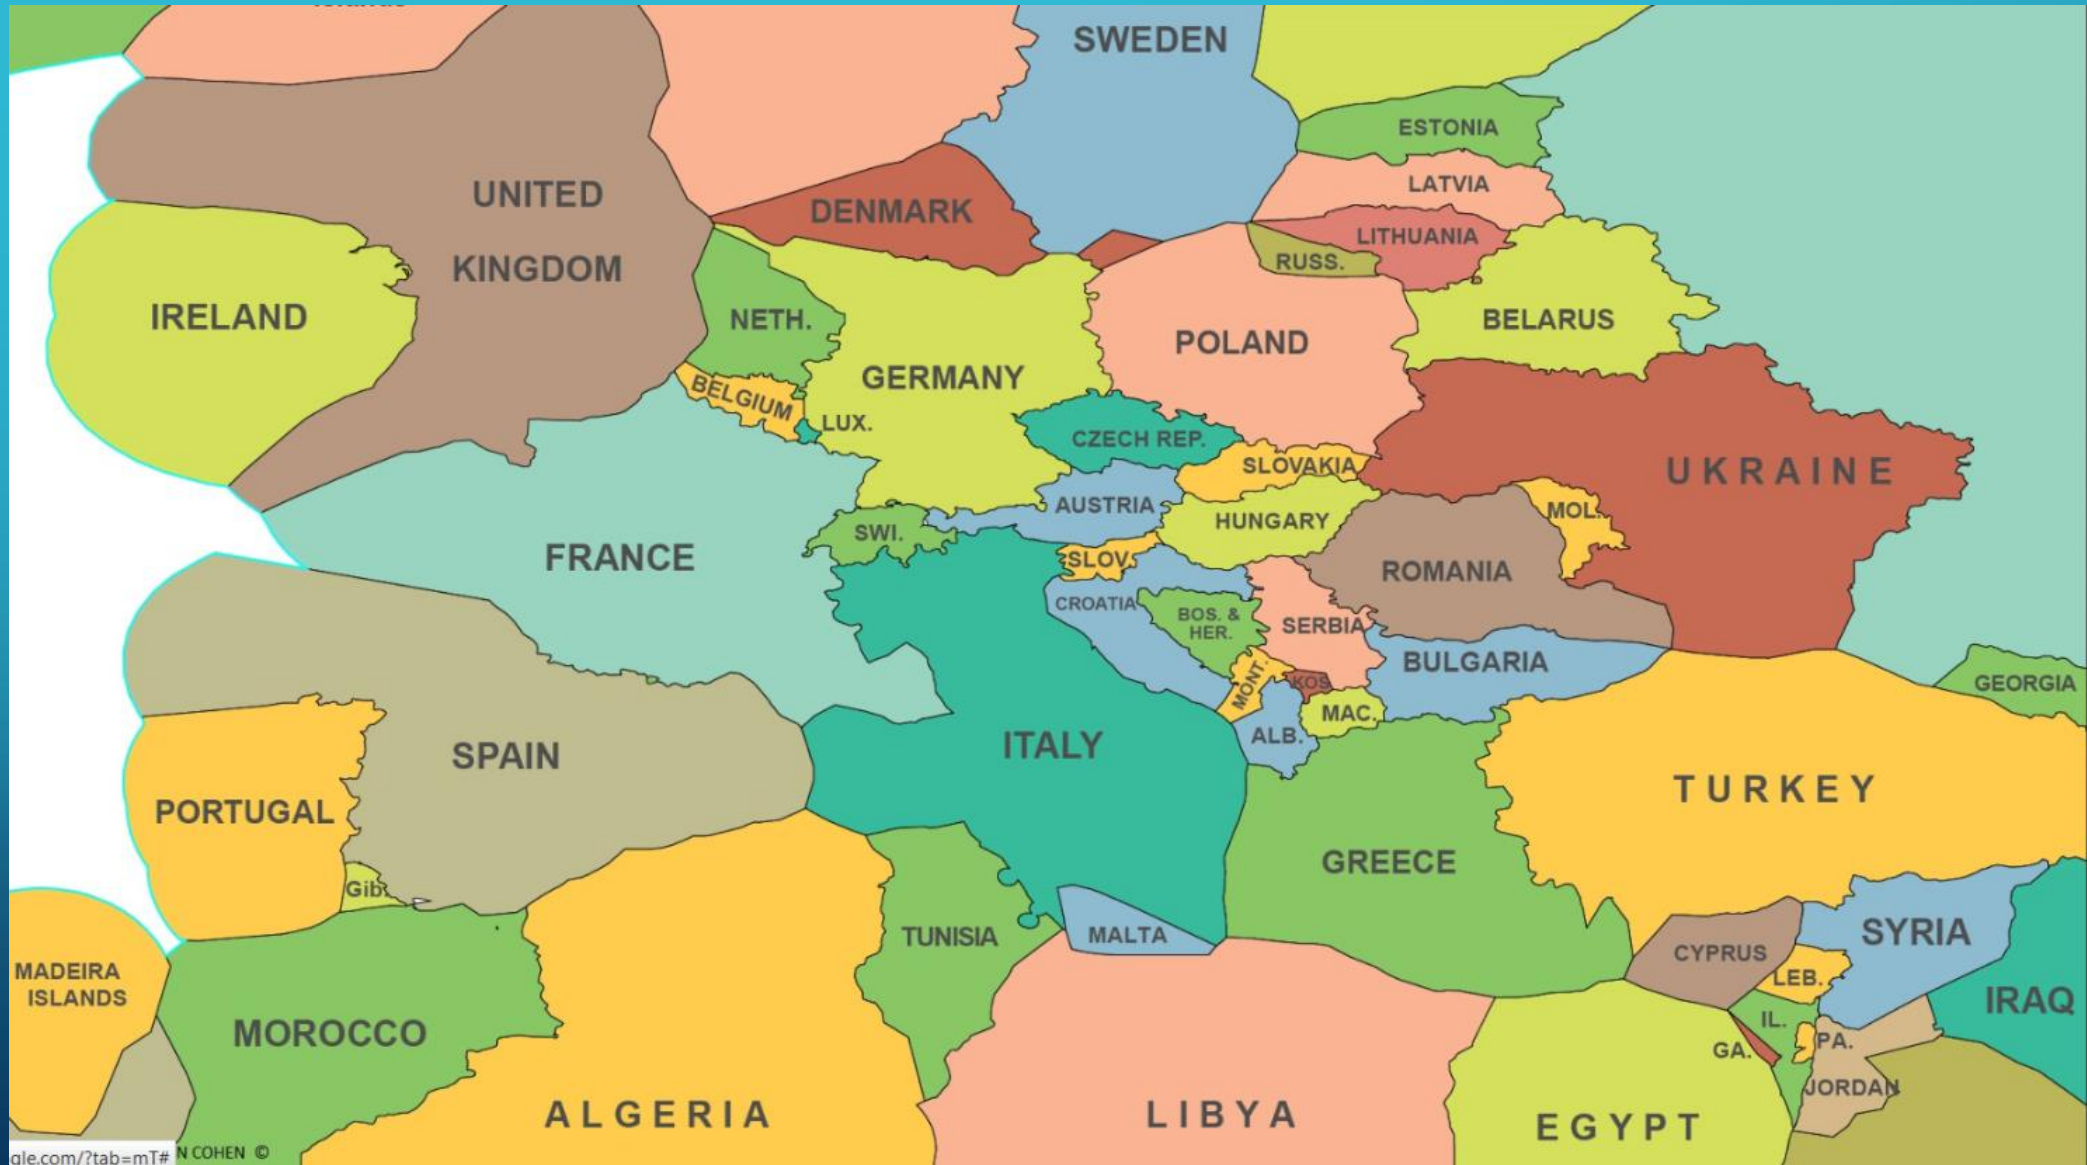 SWEDEN
ESTONIA
LATVIA
UNITED
KINGDOM
DENMARK
LITHUANIA
RUSS.
IRELAND
NETH.
BELARUS
POLAND
GERMANY
BELGIUM
LUX.
CZECH REP.
SLOVAKIA
UKRAINE
AUSTRIA
HUNGARY
MOL.
SWI.
FRANCE
SLOV.
ROMANIA
CROATIA
BOS. &
HER.
SERBIA
BULGARIA
MONT.
KOS
GEORGIA
MAC.
ALB.
ITALY
SPAIN
TURKEY
PORTUGAL
GREECE
Gib.
TUNISIA
MALTA
SYRIA
CYPRUS
MADEIRA
ISLANDS
LEB.
IRAQ
MOROCCO
IL.
PA.
GA.
JORDAN
ALGERIA
LIBYA
EGYPT
gle.com/?tab=mT#
N COHEN ©